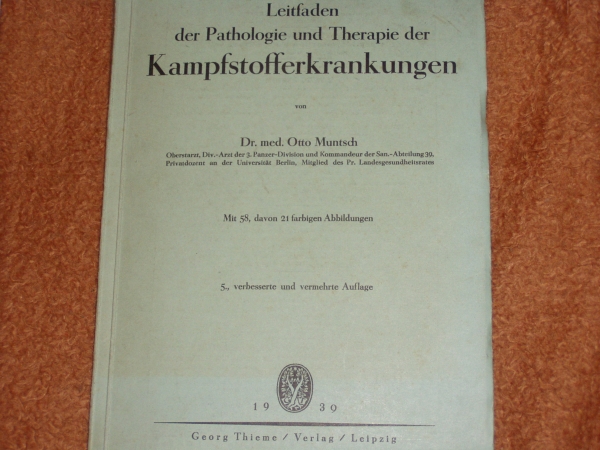 Leitfaden
der Pathologie und Therapie der
Kampfstofferkrankungen
von
Dr. med. Otto Muntsch
Oberstarzt, Div.-Arzt der 3. Panzer-Division und Kommandeur der San.-Abteilung 39,
Privatdozent an der Universität Berlin, Mitglied des Pr. Landesgesundheitsrates
Mit 58, davon 21 farbigen Abbildungen
5., verbesserte und vermehrte Auflage
19 39
Georg Thieme / Verlag / Leipzig